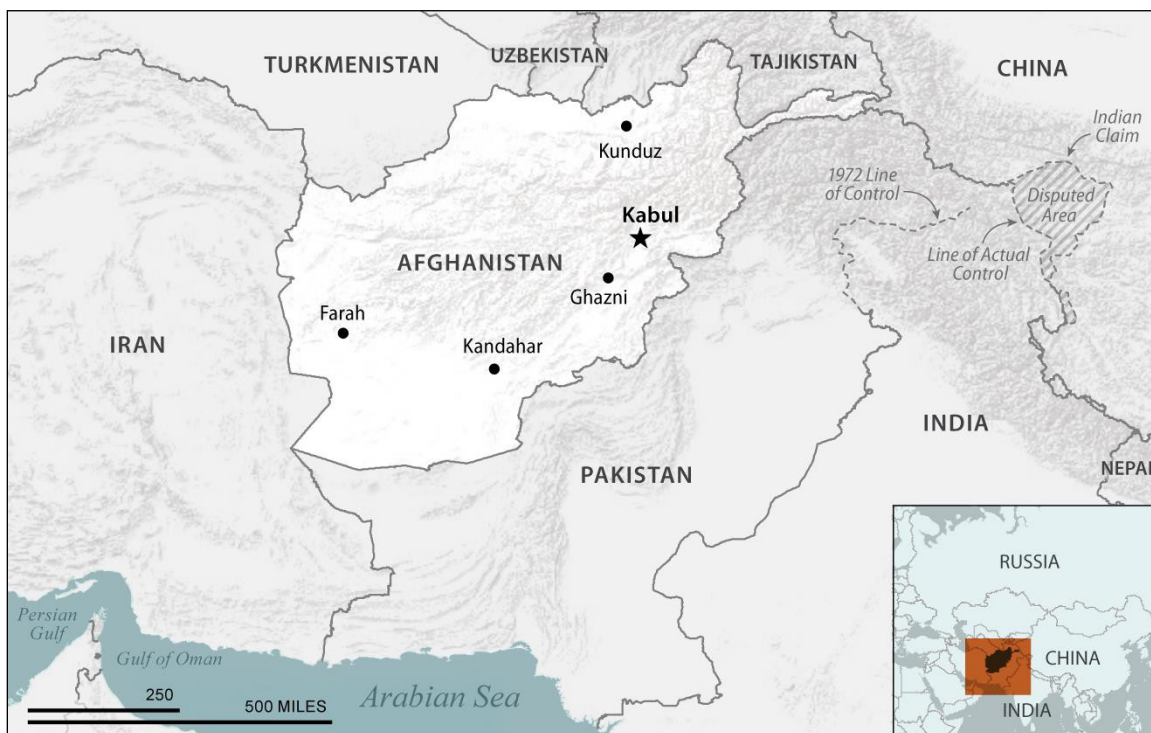 TURKMENISTAN
UZBEKISTAN
TAJIKISTAN
CHINA
Kunduz
Indian
Claim
1972 Line
of Control
Disputed
Area
Kabul
Line of Actual
Control
AFGHANISTAN
Ghazni
Farah
Kandahar
IRAN
INDIA
PAKISTAN
NEPAL
Persian
Gulf
Gulf of Oman
Arabian Sea
250
500 MILES
RUSSIA
CHINA
INDIA